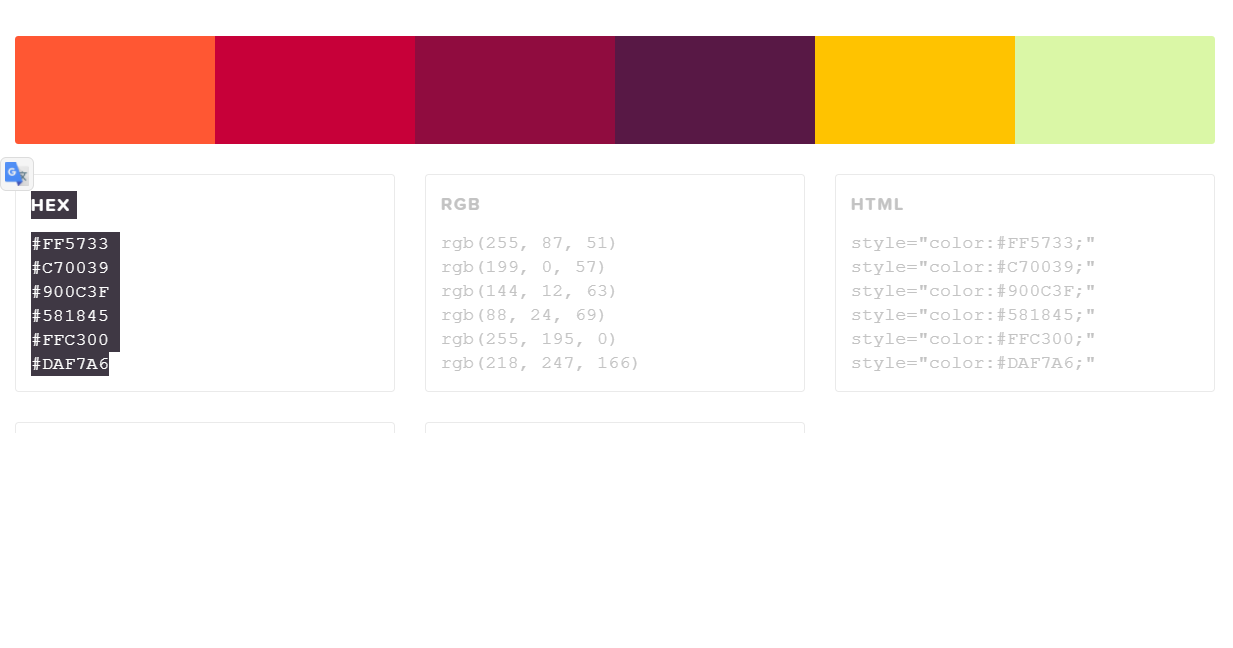 HEX
#FF5733
#C70039
#900C3F
#581845
#FFC300
#DAF7A6
RGB
rgb(255, 87, 51)
rgb(199, 0, 57)
rgb(144, 12, 63)
rgb(88, 24, 69)
rgb(255, 195, 0)
rgb(218, 247, 166)
HTML
style="color:#FF5733;"
style="color:#C70039;"
style="color:#900C3F;"
style="color:#581845;"
style="color:#FFC300;"
style="color:#DAF7A6;"